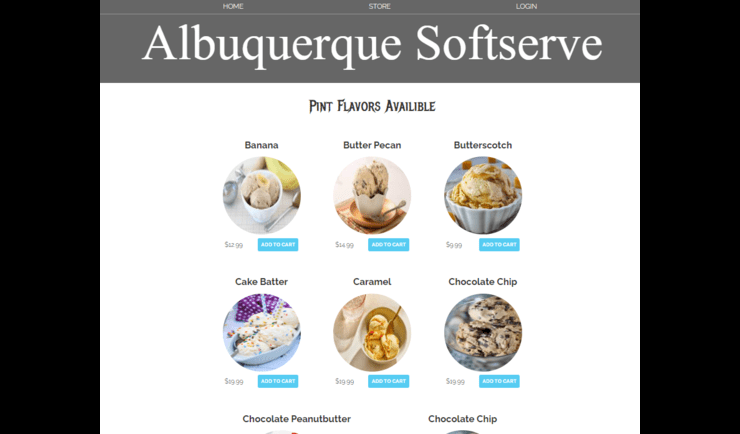 HOME STORE LOGIN
Albuquerque Softserve
Pint Flavors Availible
Banana Butter Pecan Butterscotch
$12.99 ADD TO CART $14.99 ADD TO CART $9.99 ADD TO CART
Cake Batter Caramel Chocolate Chip
$19.99 ADD TO CART $19.99 ADD TO CART $19.99 ADD TO CART
Chocolate Peanutbutter Chocolate Chip